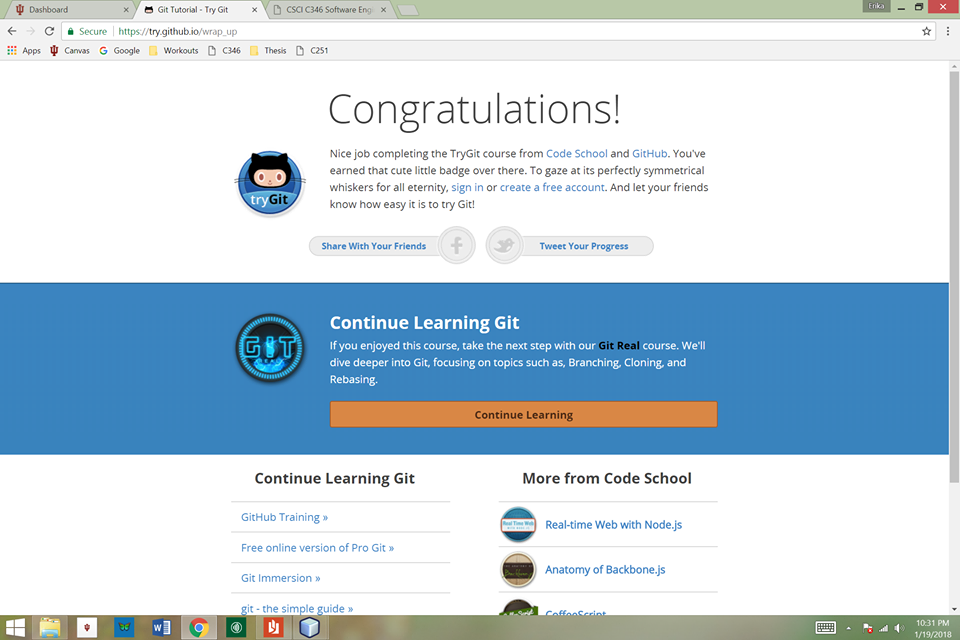 Dashboard
Git Tutorial - Try Git
CSCI C346 Software Engi
Erika
Secure
https://try.github.io/wrap_up
Apps
Canvas
Google
Workouts
C346
Thesis
C251
Congratulations!
Nice job completing the TryGit course from Code School and GitHub. You've
earned that cute little badge over there. To gaze at its perfectly symmetrical
whiskers for all eternity, sign in or create a free account. And let your friends
know how easy it is to try Git!
tryGit
Share With Your Friends
Tweet Your Progress
Continue Learning Git
GIT
If you enjoyed this course, take the next step with our Git Real course. We'll
dive deeper into Git, focusing on topics such as, Branching, Cloning, and
Rebasing.
Continue Learning
Continue Learning Git
GitHub Training »
Free online version of Pro Git »
Git Immersion »
git - the simple guide »
More from Code School
Real-time Web
Real-time Web with Node.js
Anatomy of Backbone.js
CoffeeScript
10:31 PM
1/19/2018